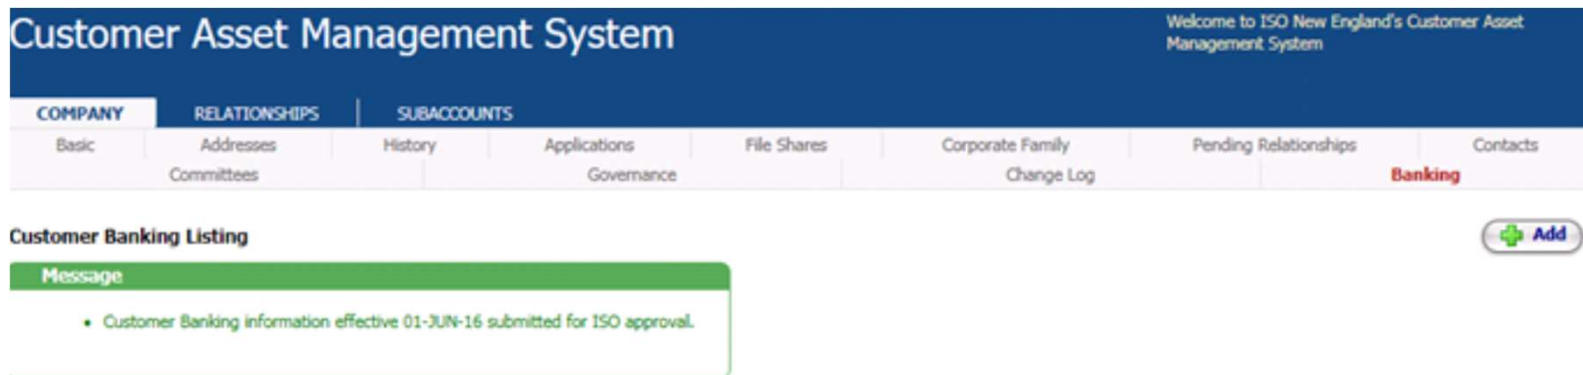 Customer Asset Management System
Welcome to ISO New England's Customer Asset
Management System
COMPANY RELATIONSHIPS SUBACCOUNTS
Basic Addresses History Applications File Shares Corporate Family Pending Relationships Contacts
Committees Governance Change Log Banking
Customer Banking Listing
Add
Message
• Customer Banking information effective 01-JUN-16 submitted for ISO approval.